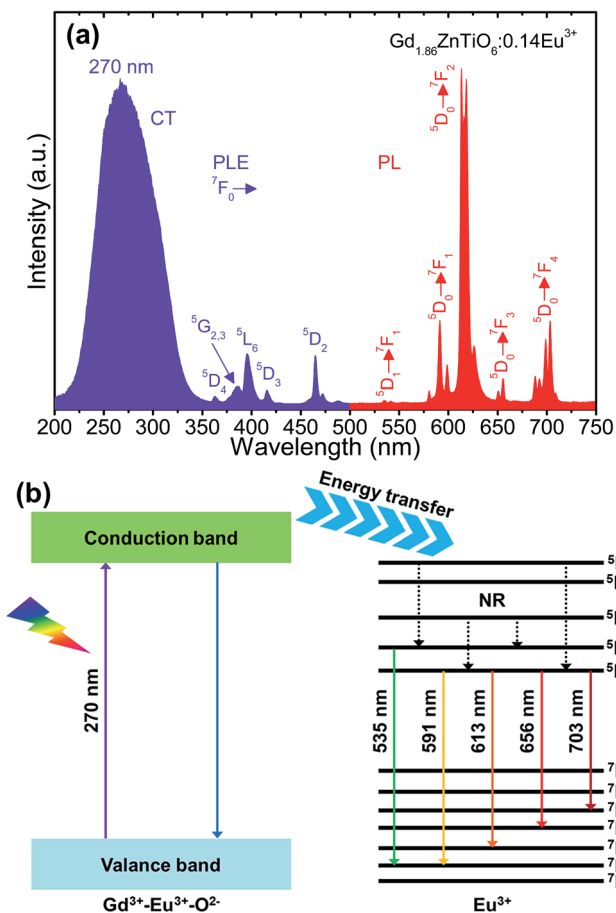 (a)
Gd1.86ZnTiO6:0.14Eu3+
270 nm
CT
PLE
7F0→
PL
5D4
5G2,3
5L6
5D3
5D2
5D1→7F1
5D0→7F1
5D0→7F2
5D0→7F3
5D0→7F4
Intensity (a.u.)
200 250 300 350 400 450 500 550 600 650 700 750
Wavelength (nm)
(b)
Energy transfer
Conduction band
NR
270 nm
535 nm
591 nm
613 nm
656 nm
703 nm
Valance band
Gd3+-Eu3+-O2-
Eu3+